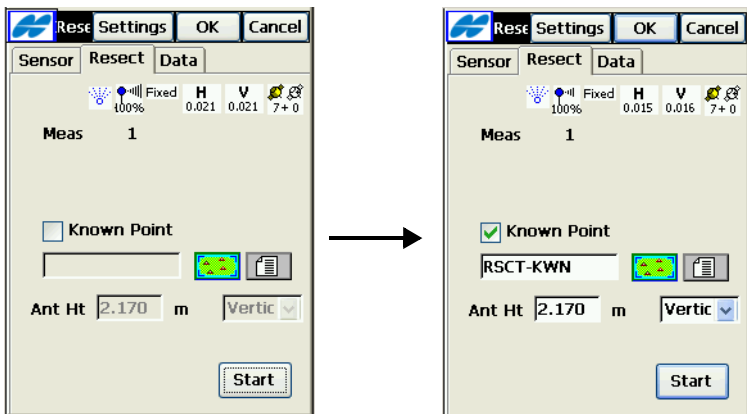 Rese Settings OK Cancel
Sensor Resect Data
Fixed H V
100% 0.021 0.021 7+ 0
Meas 1
Known Point
Ant Ht 2.170 m Vertic
Start
Rese Settings OK Cancel
Sensor Resect Data
Fixed H V
100% 0.015 0.016 7+ 0
Meas 1
Known Point
RSCT-KWN
Ant Ht 2.170 m Vertic
Start